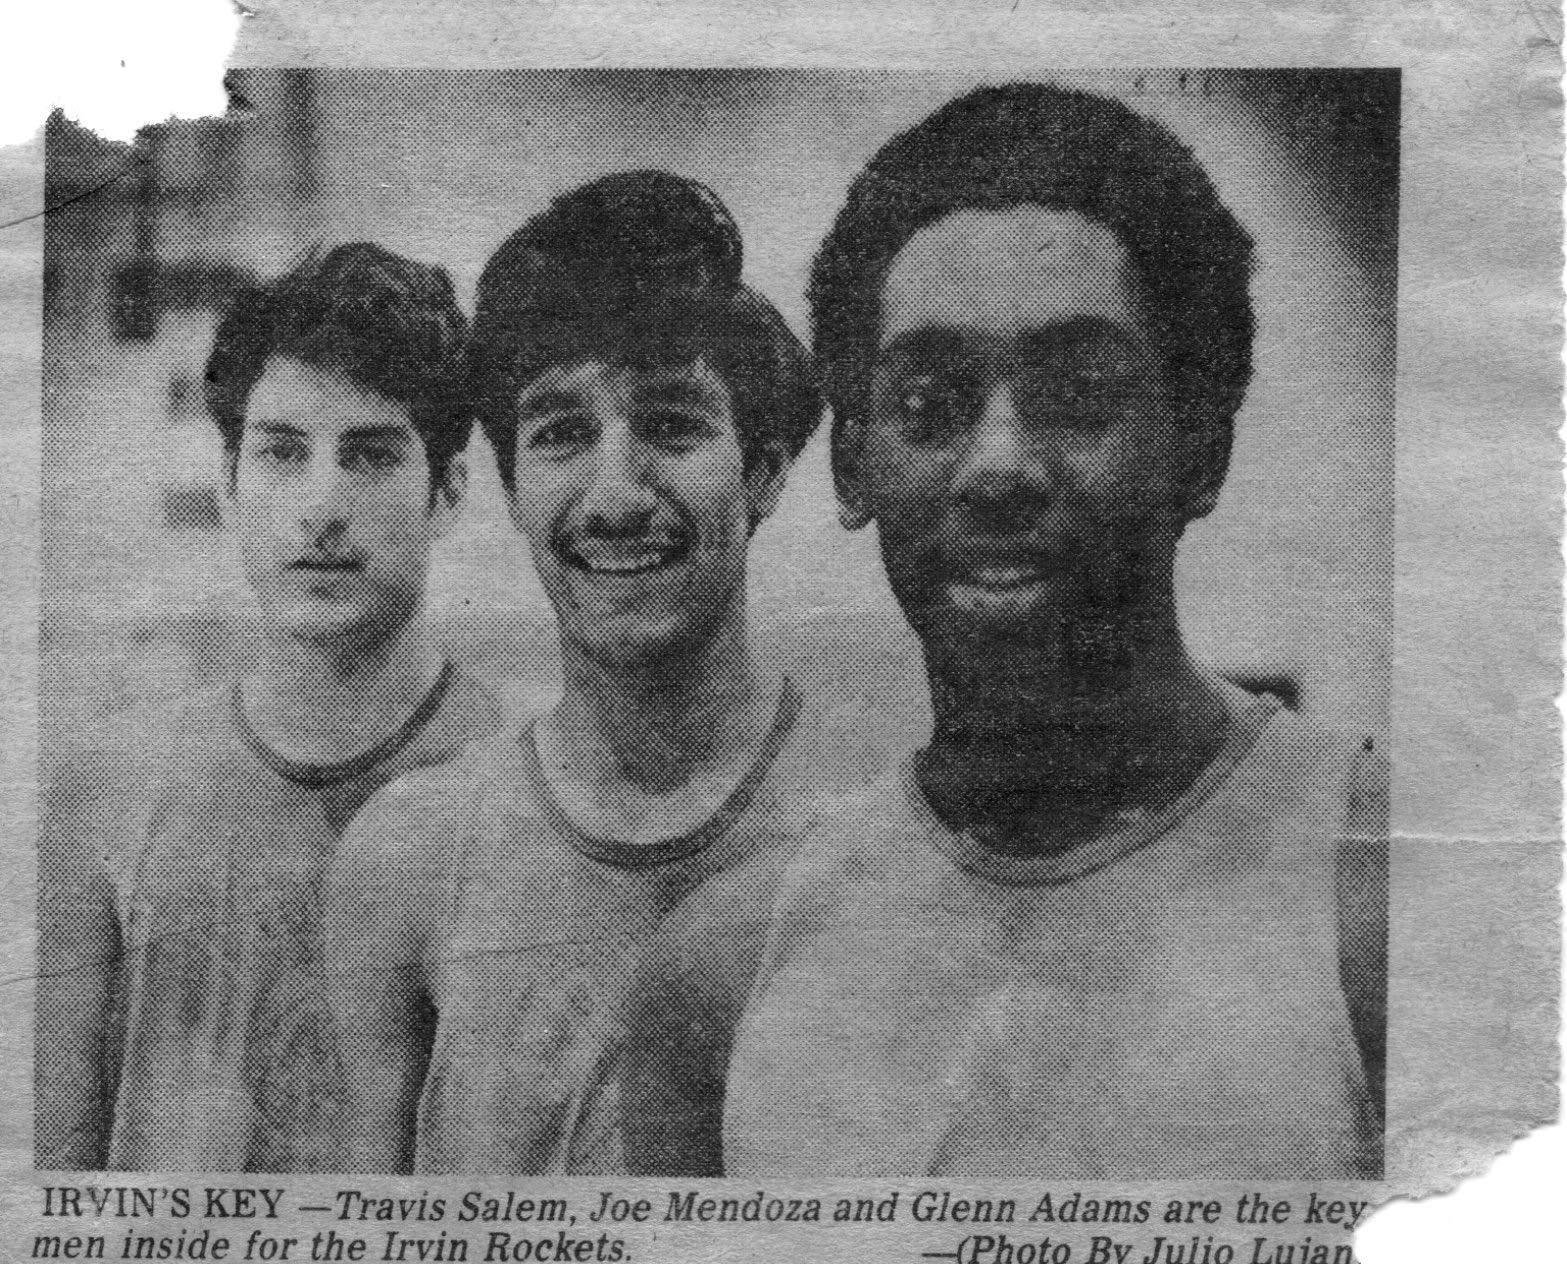 IRVIN'S KEY —Travis Salem, Joe Mendoza and Glenn Adams are the key
men inside for the Irvin Rockets. —(Photo By Julio Lujan